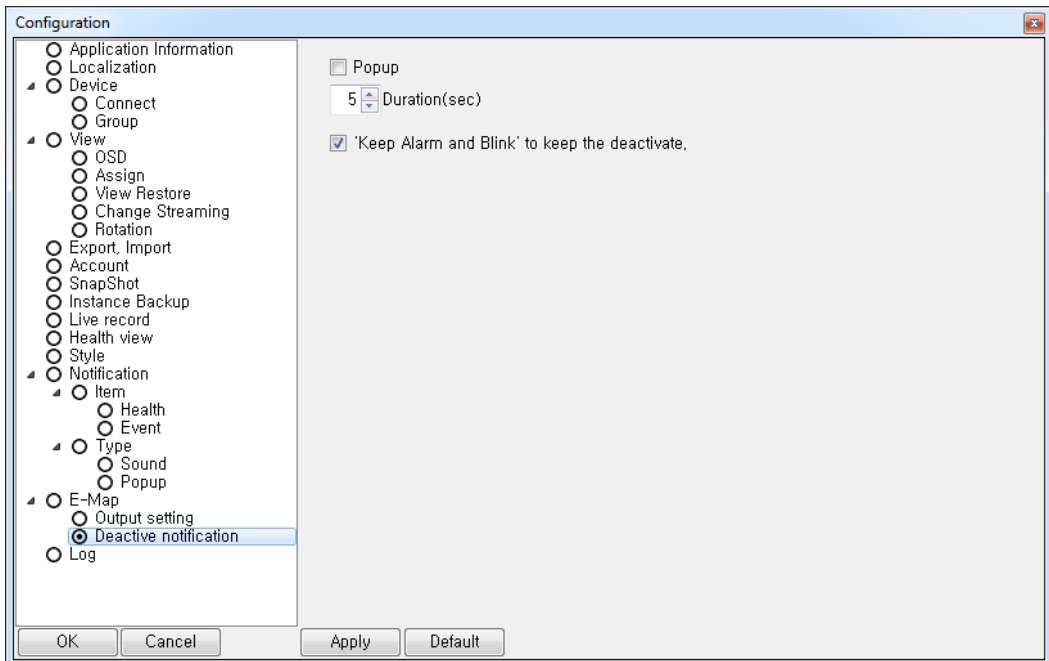 Configuration
Application Information
Localization
Device
Connect
Group
View
OSD
Assign
View Restore
Change Streaming
Rotation
Export, Import
Account
SnapShot
Instance Backup
Live record
Health view
Style
Notification
Item
Health
Event
Type
Sound
Popup
E-Map
Output setting
Deactive notification
Log
Popup
5 Duration(sec)
'Keep Alarm and Blink' to keep the deactivate,
OK Cancel Apply Default